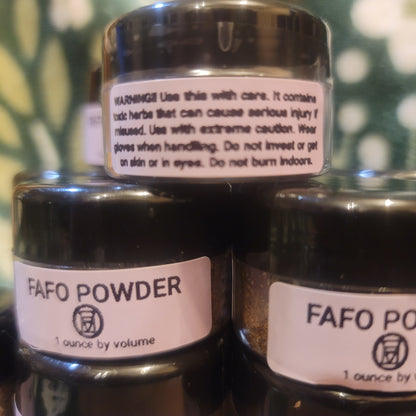 WARNING!! Use this with care. It contains
toxic herbs that can cause serious injury if
misused. Use with extreme caution. Wear
gloves when handling. Do not invest or get
on skin or in eyes. Do not burn indoors.
FAFO POWDER
1 ounce by volume
FAFO PO
1 ounce by